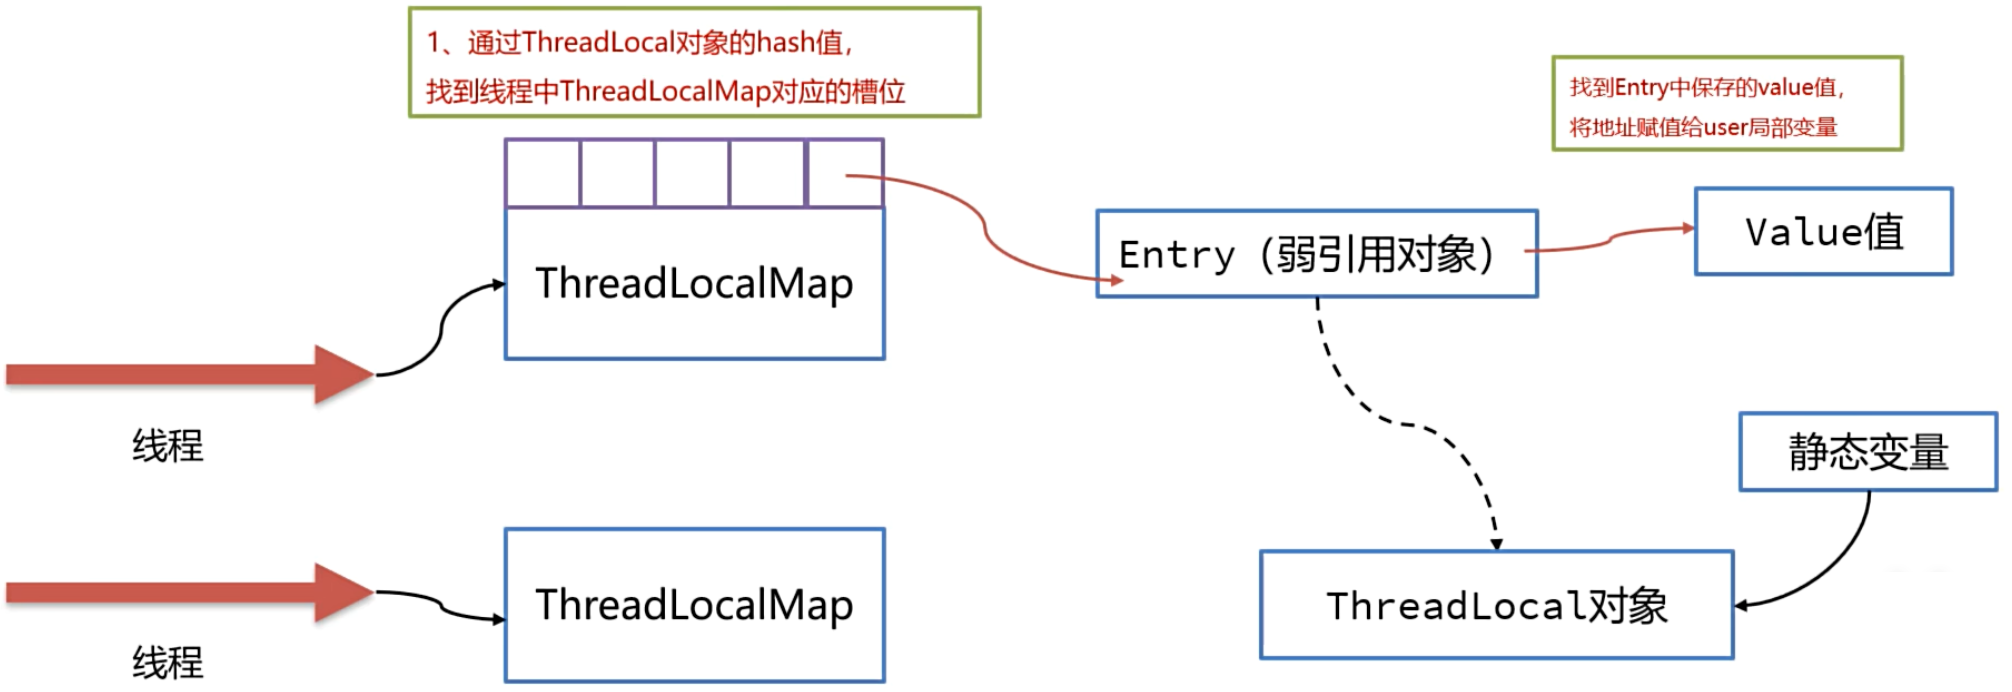 1、通过ThreadLocal对象的hash值，
找到线程中ThreadLocalMap对应的槽位
找到Entry中保存的value值，
将地址赋值给user局部变量
Value值
Entry（弱引用对象）
ThreadLocalMap
线程
静态变量
ThreadLocalMap
ThreadLocal对象
线程